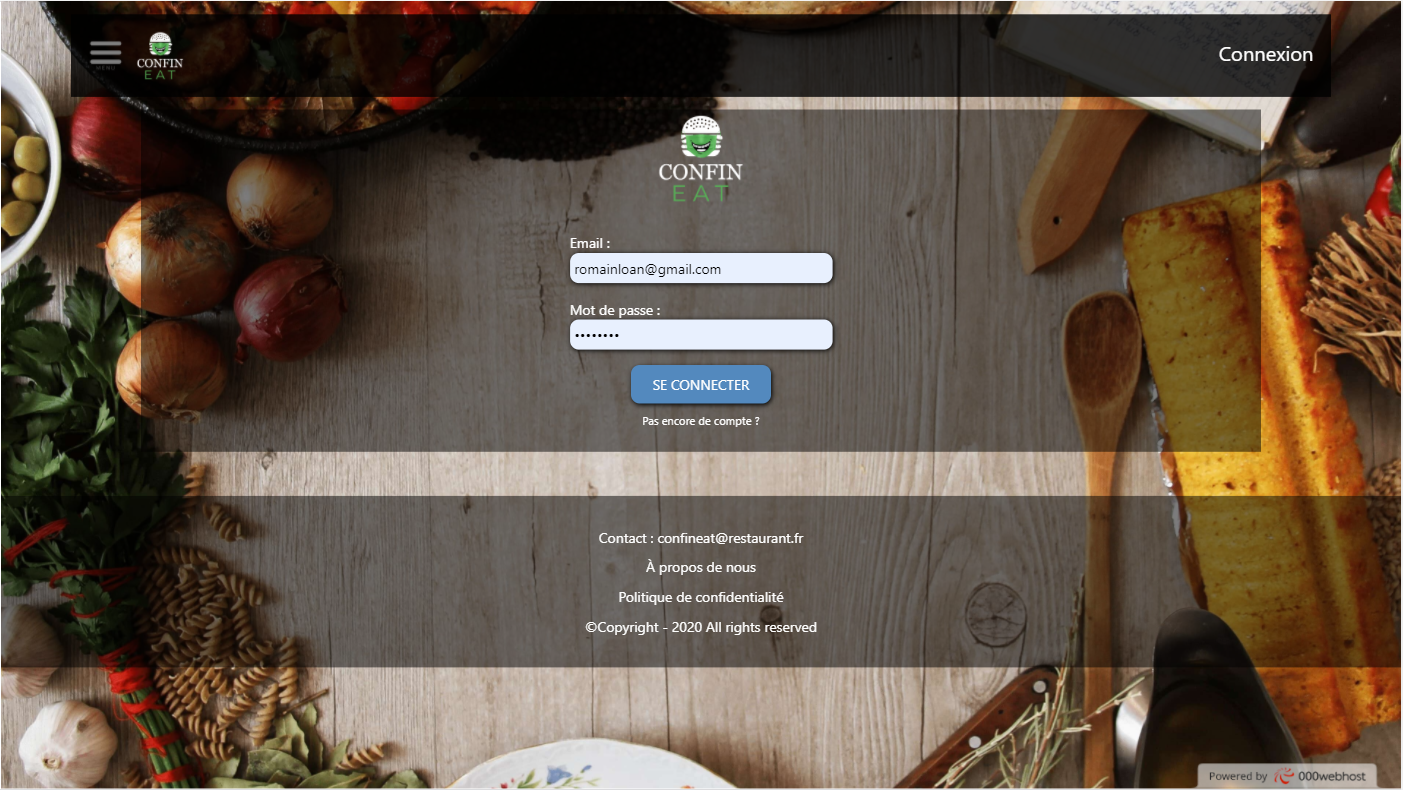 MENU
CONFIN
EAT
Connexion
CONFIN
EAT
Email :
romainloan@gmail.com
Mot de passe :
••••••••
SE CONNECTER
Pas encore de compte ?
Contact : confineat@restaurant.fr
À propos de nous
Politique de confidentialité
©Copyright - 2020 All rights reserved
Powered by 000webhost